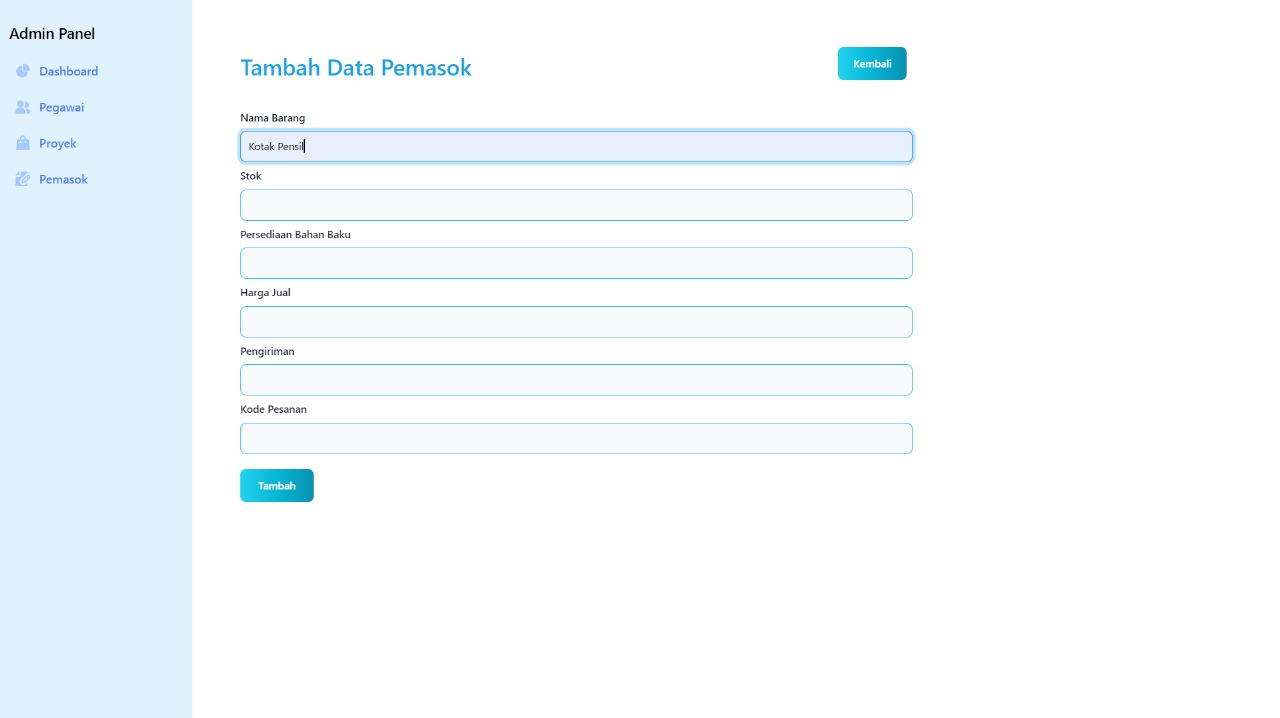 Admin Panel
Dashboard
Pegawai
Proyek
Pemasok
Tambah Data Pemasok
Kembali
Nama Barang
Kotak Pensil
Stok
Persediaan Bahan Baku
Harga Jual
Pengiriman
Kode Pesanan
Tambah